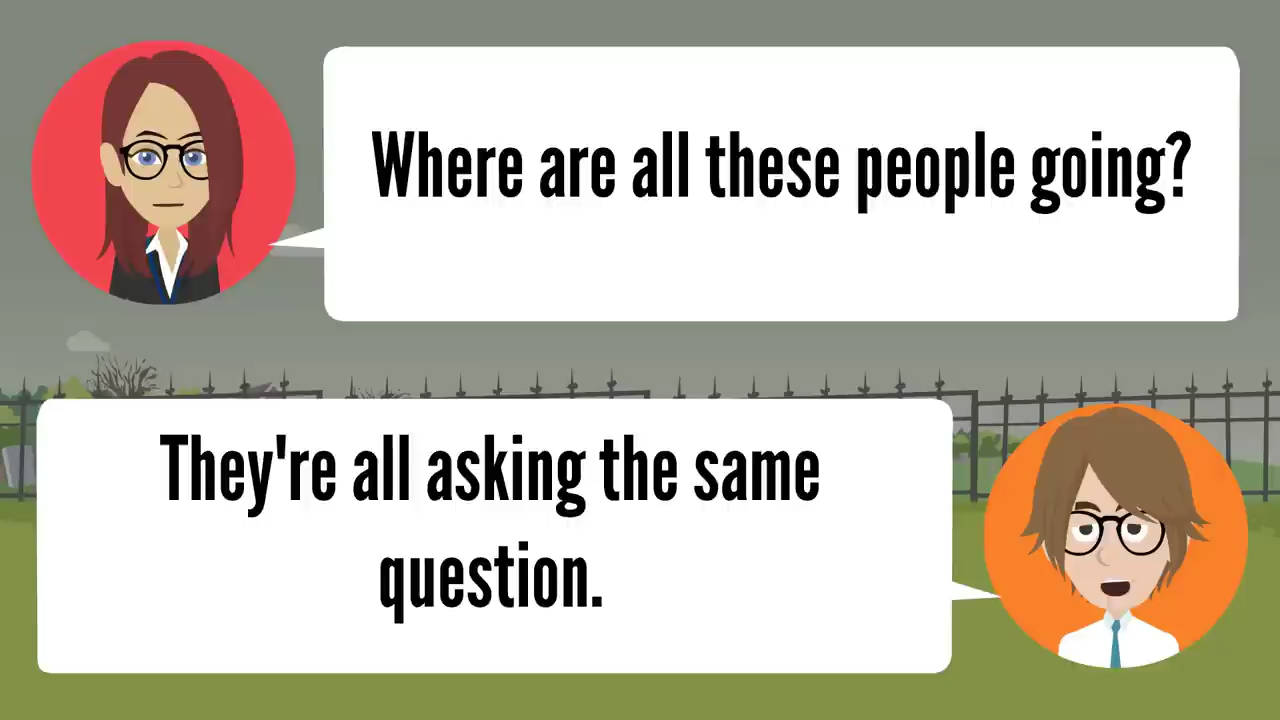 Where are all these people going?
They're all asking the same
question.